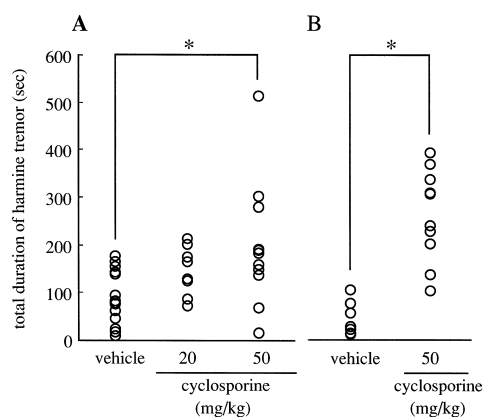 A
B
*
*
total duration of harmine tremor (sec)
600
500
400
300
200
100
0
vehicle
20
50
cyclosporine
(mg/kg)
vehicle
50
cyclosporine
(mg/kg)